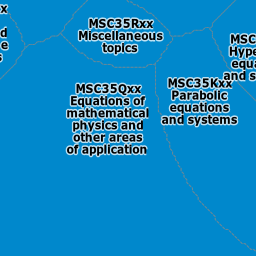 MSC35Rxx
Miscellaneous
topics
MSC35Qxx
Equations of
mathematical
physics and
other areas
of application
MSC35Kxx
Parabolic
equations
and systems